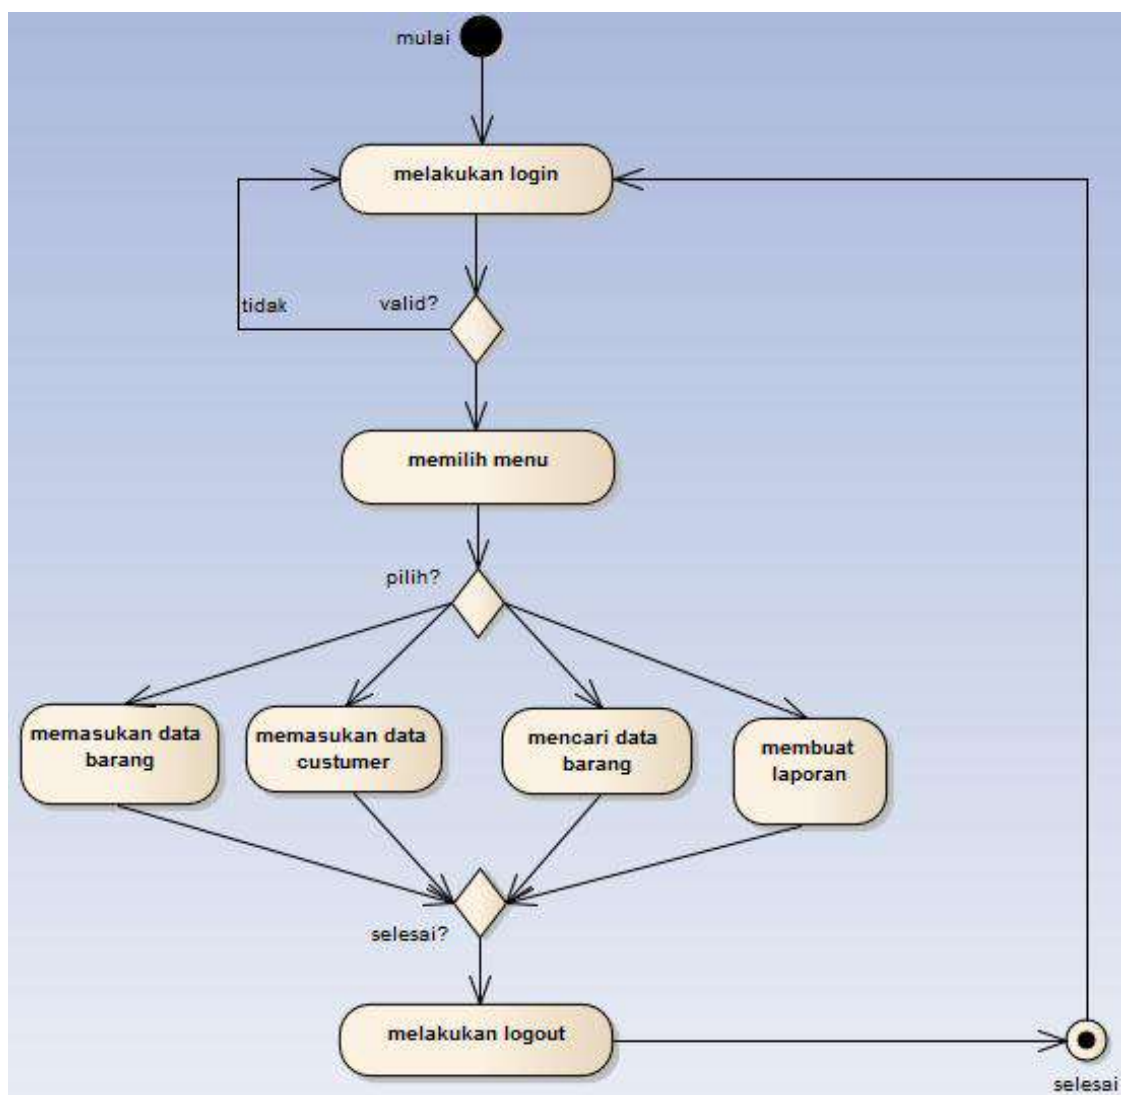 mulai
melakukan login
tidak
valid?
memilih menu
pilih?
memasukan data
barang
memasukan data
custumer
mencari data
barang
membuat
laporan
selesai?
melakukan logout
selesai